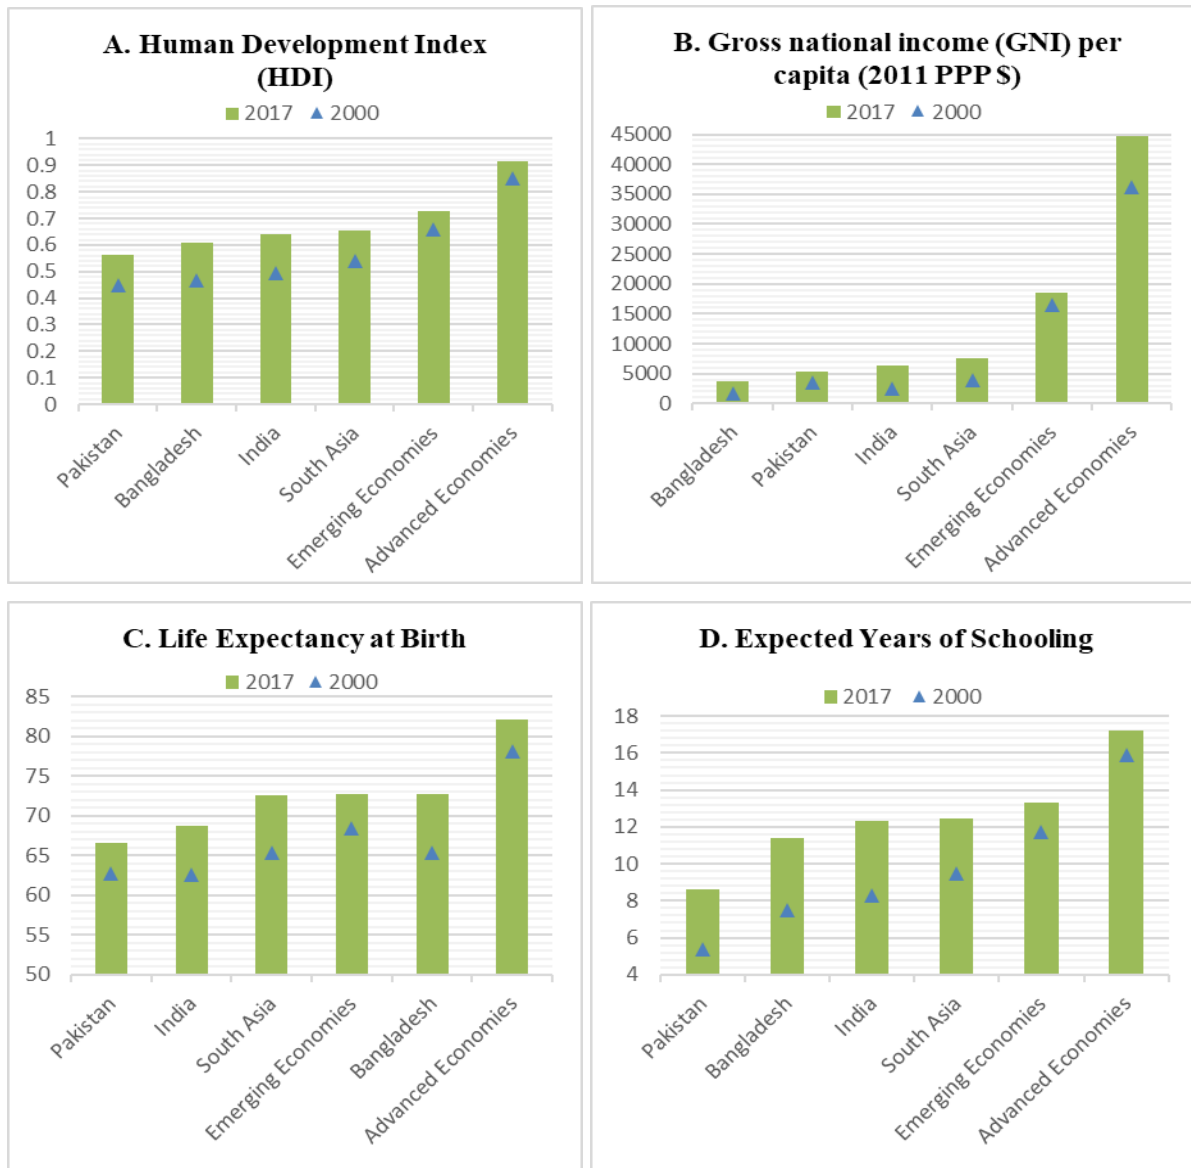 A. Human Development Index
(HDI)
2017 2000
1
0.9
0.8
0.7
0.6
0.5
0.4
0.3
0.2
0.1
0
Pakistan
Bangladesh
India
South Asia
Emerging Economies
Advanced Economies
B. Gross national income (GNI) per
capita (2011 PPP $)
2017 2000
45000
40000
35000
30000
25000
20000
15000
10000
5000
0
Bangladesh
Pakistan
India
South Asia
Emerging Economies
Advanced Economies
C. Life Expectancy at Birth
2017 2000
85
80
75
70
65
60
55
50
Pakistan
India
South Asia
Emerging Economies
Bangladesh
Advanced Economies
D. Expected Years of Schooling
2017 2000
18
16
14
12
10
8
6
4
Pakistan
Bangladesh
India
South Asia
Emerging Economies
Advanced Economies